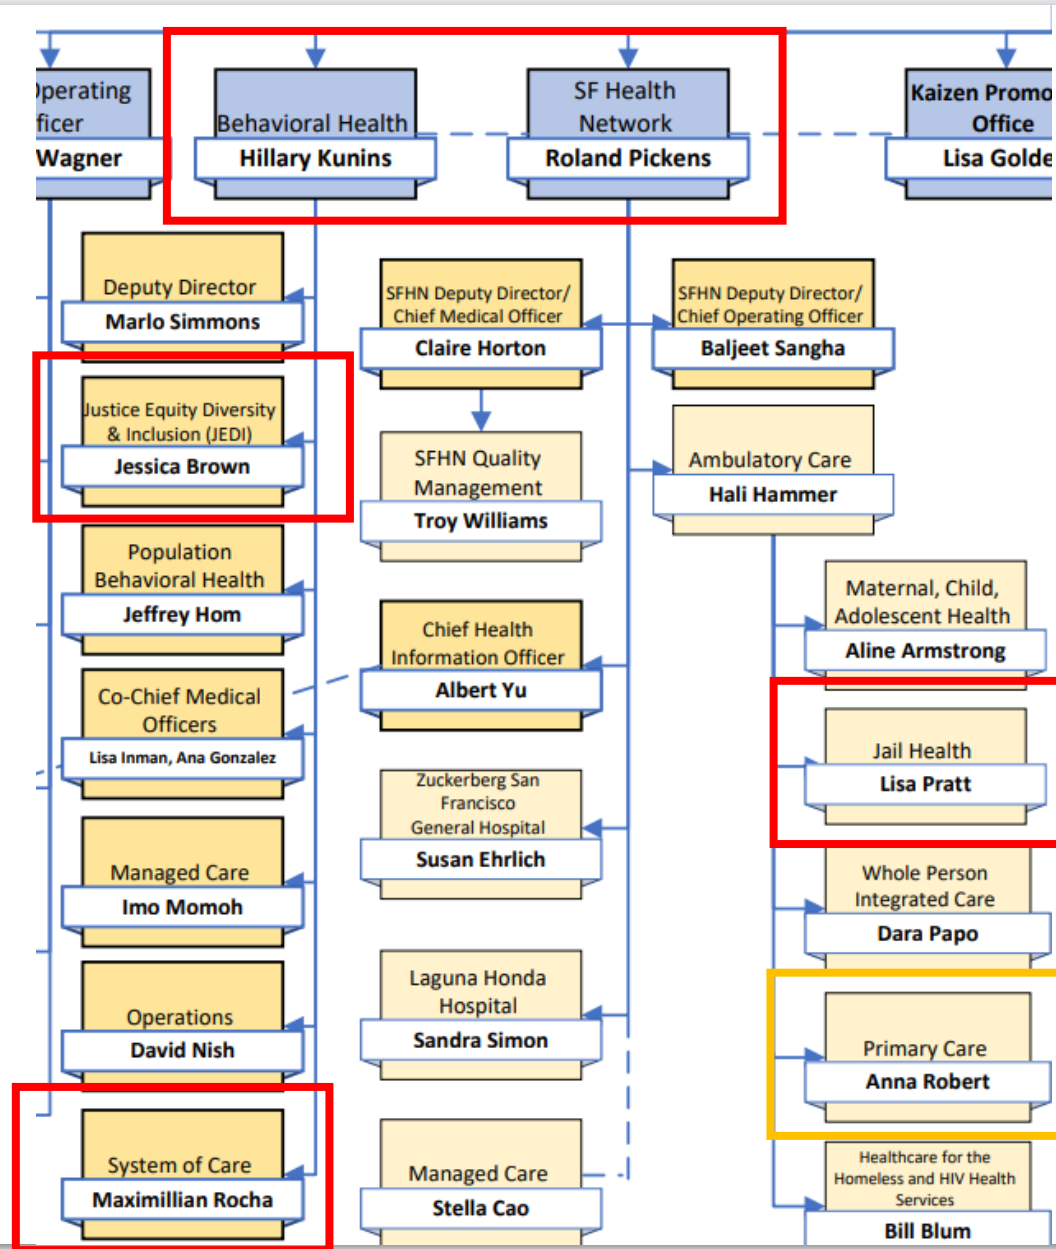 Operating
ficer
Wagner
Behavioral Health
Hillary Kunins
SF Health
Network
Roland Pickens
Kaizen Promo
Office
Lisa Golde
Deputy Director
Marlo Simmons
Justice Equity Diversity
& Inclusion (JEDI)
Jessica Brown
Population
Behavioral Health
Jeffrey Hom
Co-Chief Medical
Officers
Lisa Inman, Ana Gonzalez
Managed Care
Imo Momoh
Operations
David Nish
System of Care
Maximillian Rocha
SFHN Deputy Director/
Chief Medical Officer
Claire Horton
SFHN Quality
Management
Troy Williams
Chief Health
Information Officer
Albert Yu
Zuckerberg San
Francisco
General Hospital
Susan Ehrlich
Laguna Honda
Hospital
Sandra Simon
Managed Care
Stella Cao
SFHN Deputy Director/
Chief Operating Officer
Baljeet Sangha
Ambulatory Care
Hali Hammer
Maternal, Child,
Adolescent Health
Aline Armstrong
Jail Health
Lisa Pratt
Whole Person
Integrated Care
Dara Papo
Primary Care
Anna Robert
Healthcare for the
Homeless and HIV Health
Services
Bill Blum